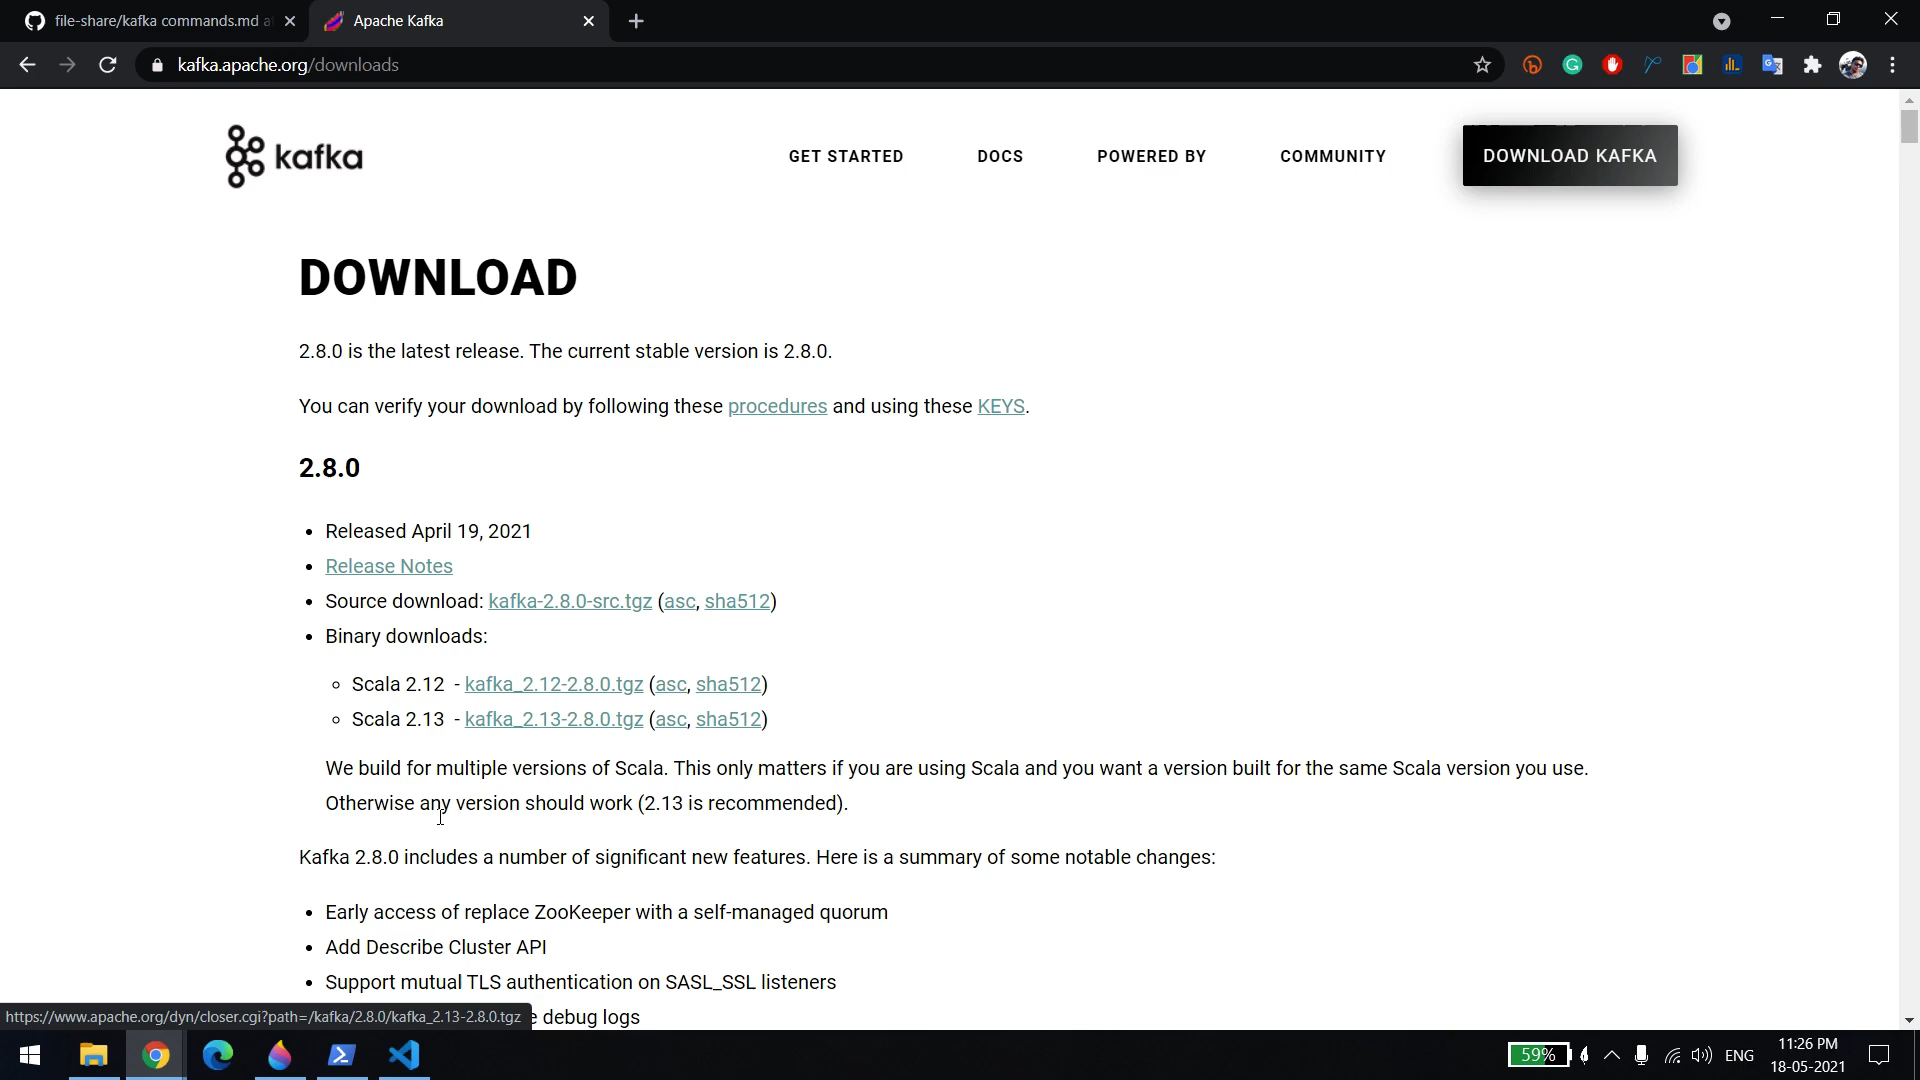 file-share/kafka commands.md a
Apache Kafka
kafka.apache.org/downloads
kafka
GET STARTED
DOCS
POWERED BY
COMMUNITY
DOWNLOAD KAFKA
DOWNLOAD
2.8.0 is the latest release. The current stable version is 2.8.0.
You can verify your download by following these procedures and using these KEYS.
2.8.0
• Released April 19, 2021
• Release Notes
• Source download: kafka-2.8.0-src.tgz (asc, sha512)
• Binary downloads:
◦ Scala 2.12 - kafka_2.12-2.8.0.tgz (asc, sha512)
◦ Scala 2.13 - kafka_2.13-2.8.0.tgz (asc, sha512)
We build for multiple versions of Scala. This only matters if you are using Scala and you want a version built for the same Scala version you use.
Otherwise any version should work (2.13 is recommended).
Kafka 2.8.0 includes a number of significant new features. Here is a summary of some notable changes:
• Early access of replace ZooKeeper with a self-managed quorum
• Add Describe Cluster API
• Support mutual TLS authentication on SASL_SSL listeners
e debug logs
https://www.apache.org/dyn/closer.cgi?path=/kafka/2.8.0/kafka_2.13-2.8.0.tgz
59%
ENG
11:26 PM
18-05-2021